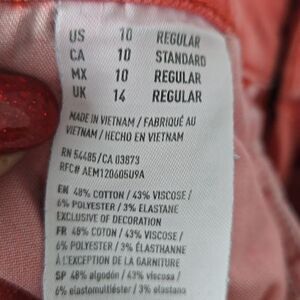 US 10 REGULAR
CA 10 STANDARD
MX 10 REGULAR
UK 14 REGULAR
MADE IN VIETNAM / FABRIQUÉ AU
VIETNAM / HECHO EN VIETNAM
RN 54485/CA 03873
RFC# AEM12060SU9A
EN 48% COTTON / 43% VISCOSE /
6% POLYESTER / 3% ELASTANE
EXCLUSIVE OF DECORATION
FR 48% COTON / 43% VISCOSE /
6% POLYESTER / 3% ÉLASTHANNE
À L'EXCEPTION DE LA GARNITURE
SP 48% algodón / 43% viscosa /
6% elastomultiéster / 3% elastano